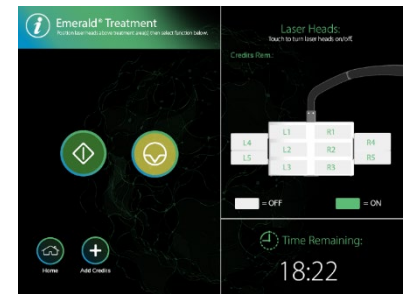 i
Emerald® Treatment
Position laser heads above treatment area(s) then select function below.
Home
Add Credits
Laser Heads:
Touch to turn laser heads on/off.
Credits Rem.:
L1 R1
L4 R4
L2 R2
L5 R5
L3 R3
= OFF
= ON
Time Remaining:
18:22